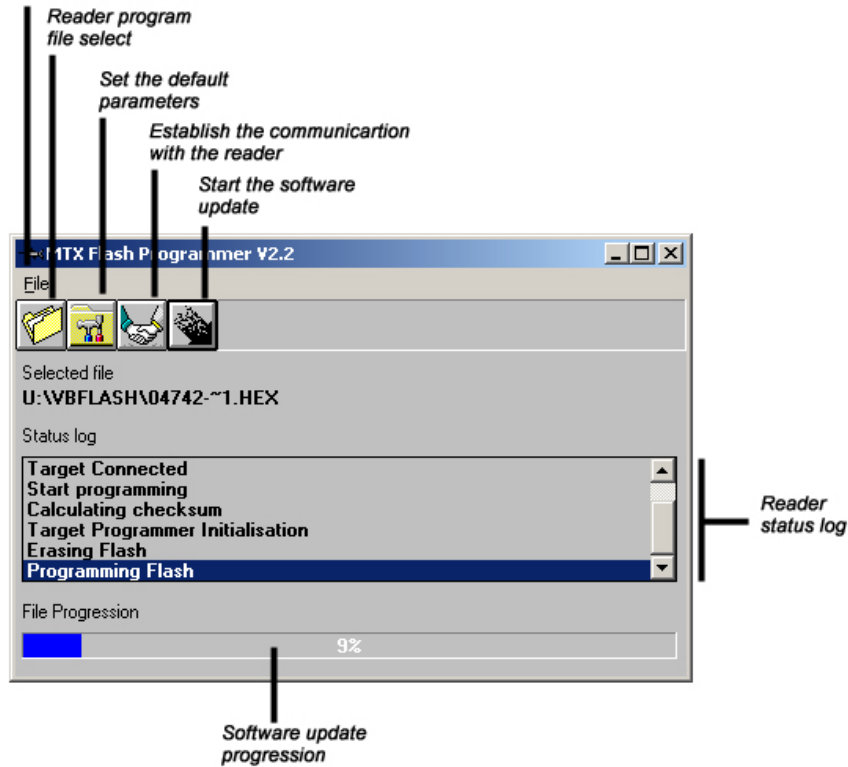 Reader program
file select
Set the default
parameters
Establish the communicartion
with the reader
Start the software
update
MTX Flash Programmer V2.2
File
Selected file
U:\VBFLASH\04742-~1.HEX
Status log
Target Connected
Start programming
Calculating checksum
Target Programmer Initialisation
Erasing Flash
Programming Flash
Reader
status log
File Progression
9%
Software update
progression